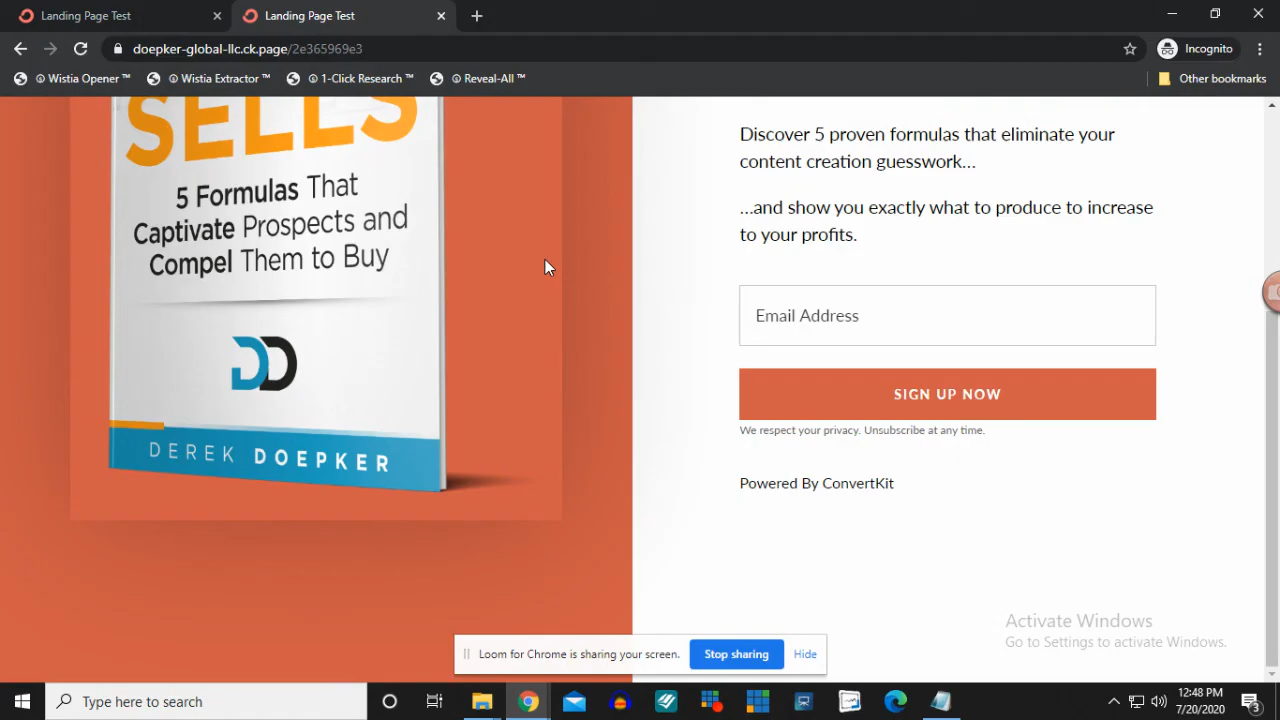 Landing Page Test
Landing Page Test
doepker-global-llc.ck.page/2e365969e3
Incognito
Wistia Opener ™
Wistia Extractor ™
1-Click Research ™
Reveal-All ™
Other bookmarks
SELLS
5 Formulas That
Captivate Prospects and
Compel Them to Buy
DD
DEREK DOEPKER
Discover 5 proven formulas that eliminate your
content creation guesswork...
...and show you exactly what to produce to increase
to your profits.
Email Address
SIGN UP NOW
We respect your privacy. Unsubscribe at any time.
Powered By ConvertKit
Activate Windows
Go to Settings to activate Windows.
Loom for Chrome is sharing your screen.
Stop sharing
Hide
Type here to search
12:48 PM
7/20/2020
3